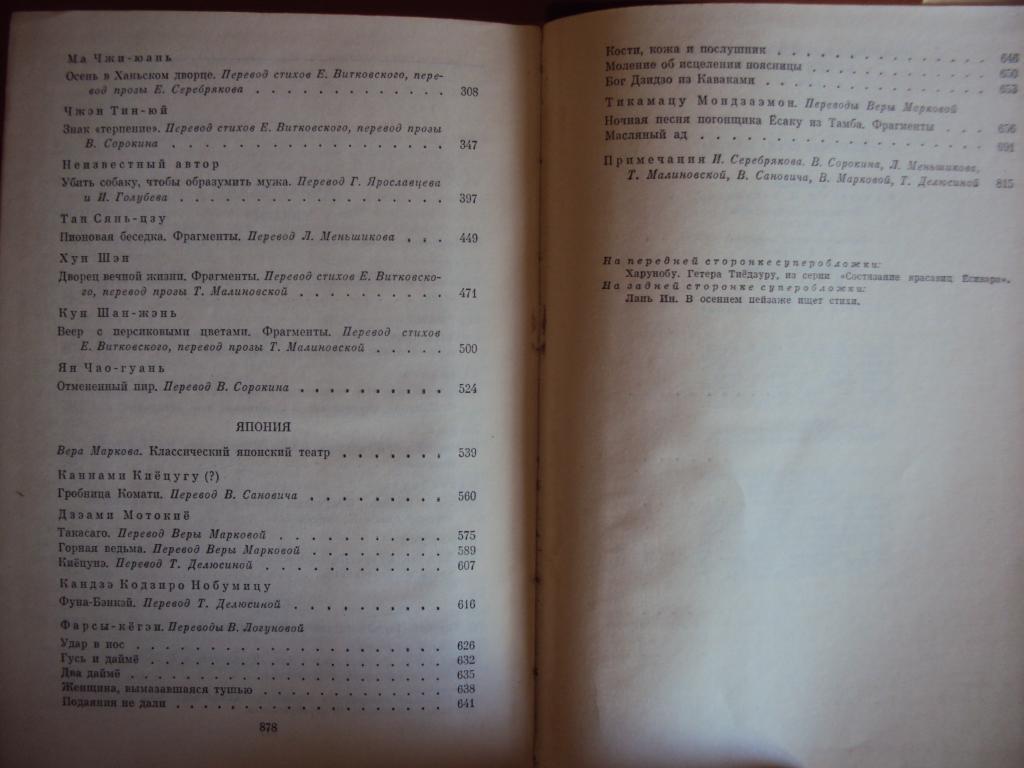 Ма Чжи-юань
Осень в Ханьском дворце. Перевод стихов Е. Витковского, пере-
вод прозы Е. Серебрякова . . . . . . . . . . . 308
Чжэн Тин-юй
Знак «терпение». Перевод стихов Е. Витковского, перевод прозы
В. Сорокина . . . . . . . . . . . . . . . . 347
Неизвестный автор
Убить собаку, чтобы образумить мужа. Перевод Г. Ярославцева
и И. Голубева . . . . . . . . . . . . . . . 397
Тан Сянь-цзу
Пионовая беседка. Фрагменты. Перевод Л. Меньшикова . . . 449
Хун Шэн
Дворец вечной жизни. Фрагменты. Перевод стихов Е. Витковско-
го, перевод прозы Т. Малиновской . . . . . . . . . 471
Кун Шан-жэнь
Веер с персиковыми цветами. Фрагменты. Перевод стихов
Е. Витковского, перевод прозы Т. Малиновской . . . . . 500
Ян Чао-гуань
Отмененный пир. Перевод В. Сорокина . . . . . . . . . 524
ЯПОНИЯ
Вера Маркова. Классический японский театр . . . . . . . 539
Каннами Киёцугу (?)
Гробница Комати. Перевод В. Сановича . . . . . . . . . 560
Дзэами Мотокиё
Такасаго. Перевод Веры Марковой . . . . . . . . . . . 575
Горная ведьма. Перевод Веры Марковой . . . . . . . . . 589
Киёцунэ. Перевод Т. Делюсиной . . . . . . . . . . . 607
Кандзэ Кодзиро Нобумицу
Фуна-Бэнкэй. Перевод Т. Делюсиной . . . . . . . . . . 616
Фарсы-кёгэн. Переводы В. Логуновой
Удар в нос . . . . . . . . . . . . . . . . . . . 626
Гусь и даймё . . . . . . . . . . . . . . . . . . 632
Два даймё . . . . . . . . . . . . . . . . . . . 635
Женщина, вымазавшаяся тушью . . . . . . . . . . . . 638
Подаяния не дали . . . . . . . . . . . . . . . . . 641
878
Кости, кожа и послушник . . . . . . . . . . . . . 646
Моление об исцелении поясницы . . . . . . . . . . . 650
Бог Дзидзо из Каваками . . . . . . . . . . . . . . 653
Тикамацу Мондзаэмон. Переводы Веры Марковой
Ночная песня погонщика Ёсаку из Тамба. Фрагменты . . . 656
Масляный ад . . . . . . . . . . . . . . . . . . 691
Примечания И. Серебрякова, В. Сорокина, Л. Меньшикова,
Т. Малиновской, В. Сановича, В. Марковой, Т. Делюсиной 815
На передней сторонке суперобложки:
Харунобу. Гетера Тиёдзуру, из серии «Состязание красавиц Ёсивара».
На задней сторонке суперобложки:
Лань Ин. В осеннем пейзаже ищет стихи.